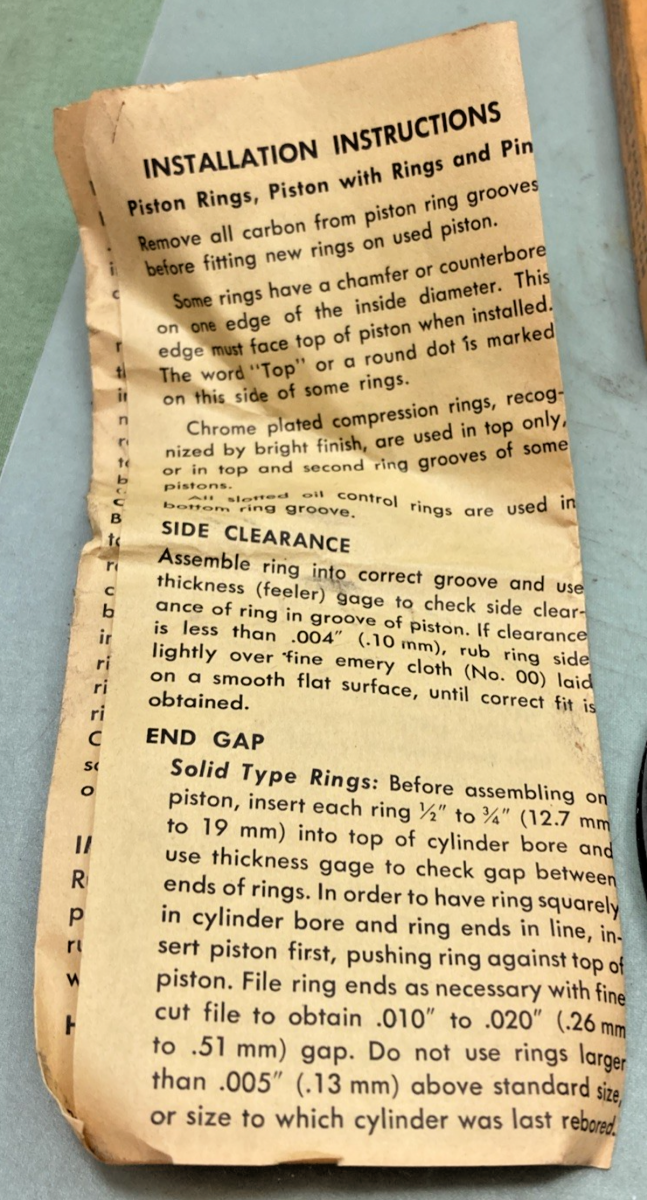 INSTALLATION INSTRUCTIONS
Piston Rings, Piston with Rings and Pin
Remove all carbon from piston ring grooves
before fitting new rings on used piston.
Some rings have a chamfer or counterbore
on one edge of the inside diameter. This
edge must face top of piston when installed.
The word "Top" or a round dot is marked
on this side of some rings.
Chrome plated compression rings, recog-
nized by bright finish, are used in top only,
or in top and second ring grooves of some
pistons.
All slotted oil control rings are used in
bottom ring groove.
SIDE CLEARANCE
Assemble ring into correct groove and use
thickness (feeler) gage to check side clear-
ance of ring in groove of piston. If clearance
is less than .004" (.10 mm), rub ring side
lightly over fine emery cloth (No. 00) laid
on a smooth flat surface, until correct fit is
obtained.
END GAP
Solid Type Rings: Before assembling on
piston, insert each ring ½" to ¾" (12.7 mm
to 19 mm) into top of cylinder bore and
use thickness gage to check gap between
ends of rings. In order to have ring squarely
in cylinder bore and ring ends in line, in-
sert piston first, pushing ring against top of
piston. File ring ends as necessary with fine
cut file to obtain .010" to .020" (.26 mm
to .51 mm) gap. Do not use rings larger
than .005" (.13 mm) above standard size,
or size to which cylinder was last rebored.